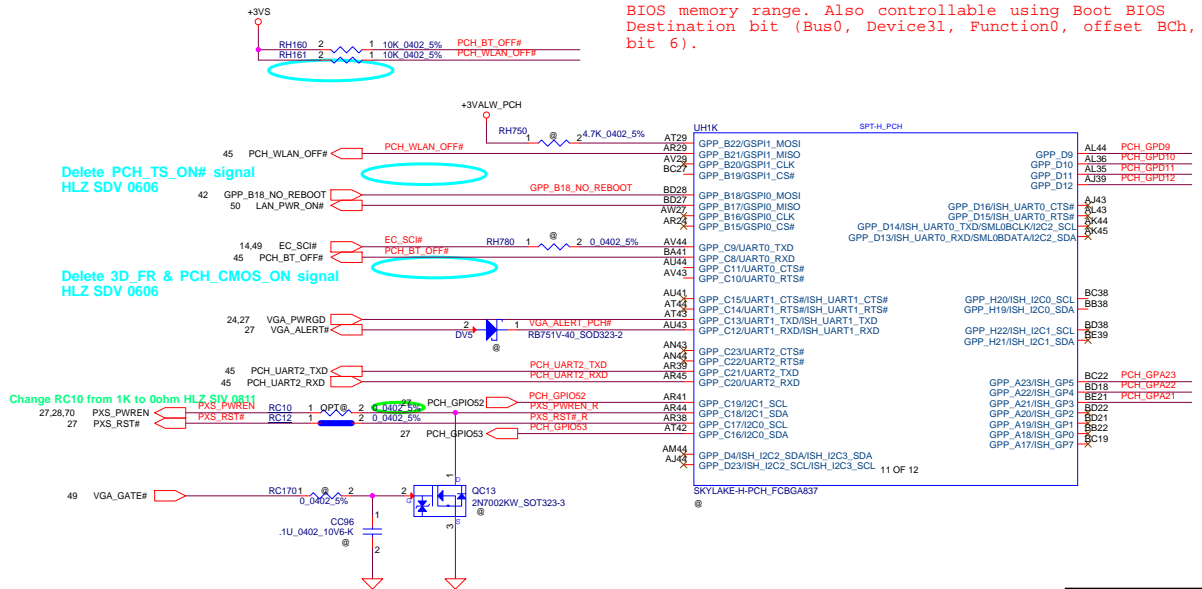 BIOS memory range. Also controllable using Boot BIOS
Destination bit (Bus0, Device31, Function0, offset BCh,
bit 6).
+3VS
RH160 2 1 10K_0402_5% PCH_BT_OFF#
RH161 2 1 10K_0402_5% PCH_WLAN_OFF#
+3VALW_PCH
RH750 1 @ 2 4.7K_0402_5%
45 PCH_WLAN_OFF# PCH_WLAN_OFF#
Delete PCH_TS_ON# signal
HLZ SDV 0606
42 GPP_B18_NO_REBOOT GPP_B18_NO_REBOOT
50 LAN_PWR_ON#
14,49 EC_SCI# EC_SCI# RH780 1 @ 2 0_0402_5%
45 PCH_BT_OFF# PCH_BT_OFF#
Delete 3D_FR & PCH_CMOS_ON signal
HLZ SDV 0606
24,27 VGA_PWRGD
27 VGA_ALERT# 2 1 VGA_ALERT_PCH#
DV5 RB751V-40_SOD323-2
@
45 PCH_UART2_TXD PCH_UART2_TXD
45 PCH_UART2_RXD PCH_UART2_RXD
Change RC10 from 1K to 0ohm HLZ SIV 0811
27 PCH_GPIO52 PCH_GPIO52
27,28,70 PXS_PWREN PXS_PWREN RC10 1 OPT@ 2 0_0402_5% PXS_PWREN_R
27 PXS_RST# PXS_RST# RC12 1 2 0_0402_5% PXS_RST#_R
27 PCH_GPIO53 PCH_GPIO53
49 VGA_GATE# RC170 1 @ 2 0_0402_5%
2 G
1 D
3 S
QC13
2N7002KW_SOT323-3
@
CC96
.1U_0402_10V6-K
@
1
2
UH1K SPT-H_PCH
AT29 GPP_B22/GSPI1_MOSI
AR29 GPP_B21/GSPI1_MISO
AV29 GPP_B20/GSPI1_CLK
BC27 GPP_B19/GSPI1_CS#
BD28 GPP_B18/GSPI0_MOSI
BD27 GPP_B17/GSPI0_MISO
AW27 GPP_B16/GSPI0_CLK
AR24 GPP_B15/GSPI0_CS#
AV44 GPP_C9/UART0_TXD
BA41 GPP_C8/UART0_RXD
AU44 GPP_C11/UART0_CTS#
AV43 GPP_C10/UART0_RTS#
AU41 GPP_C15/UART1_CTS#/ISH_UART1_CTS#
AT44 GPP_C14/UART1_RTS#/ISH_UART1_RTS#
AT43 GPP_C13/UART1_TXD/ISH_UART1_TXD
AU43 GPP_C12/UART1_RXD/ISH_UART1_RXD
AN43 GPP_C23/UART2_CTS#
AN44 GPP_C22/UART2_RTS#
AR39 GPP_C21/UART2_TXD
AR45 GPP_C20/UART2_RXD
AR41 GPP_C19/I2C1_SCL
AR44 GPP_C18/I2C1_SDA
AR38 GPP_C17/I2C0_SCL
AT42 GPP_C16/I2C0_SDA
AM44 GPP_D4/ISH_I2C2_SDA/ISH_I2C3_SDA
AJ44 GPP_D23/ISH_I2C2_SCL/ISH_I2C3_SCL
11 OF 12
GPP_D9 AL44 PCH_GPD9
GPP_D10 AL36 PCH_GPD10
GPP_D11 AL35 PCH_GPD11
GPP_D12 AJ39 PCH_GPD12
GPP_D16/ISH_UART0_CTS# AJ43
GPP_D15/ISH_UART0_RTS# AL43
GPP_D14/ISH_UART0_TXD/SML0BCLK/I2C2_SCL AK44
GPP_D13/ISH_UART0_RXD/SML0BDATA/I2C2_SDA AK45
GPP_H20/ISH_I2C0_SCL BC38
GPP_H19/ISH_I2C0_SDA BB38
GPP_H22/ISH_I2C1_SCL BD38
GPP_H21/ISH_I2C1_SDA BE39
GPP_A23/ISH_GP5 BC22 PCH_GPA23
GPP_A22/ISH_GP4 BD18 PCH_GPA22
GPP_A21/ISH_GP3 BE21 PCH_GPA21
GPP_A20/ISH_GP2 BD22
GPP_A19/ISH_GP1 BD21
GPP_A18/ISH_GP0 BB22
GPP_A17/ISH_GP7 BC19
SKYLAKE-H-PCH_FCBGA837
@